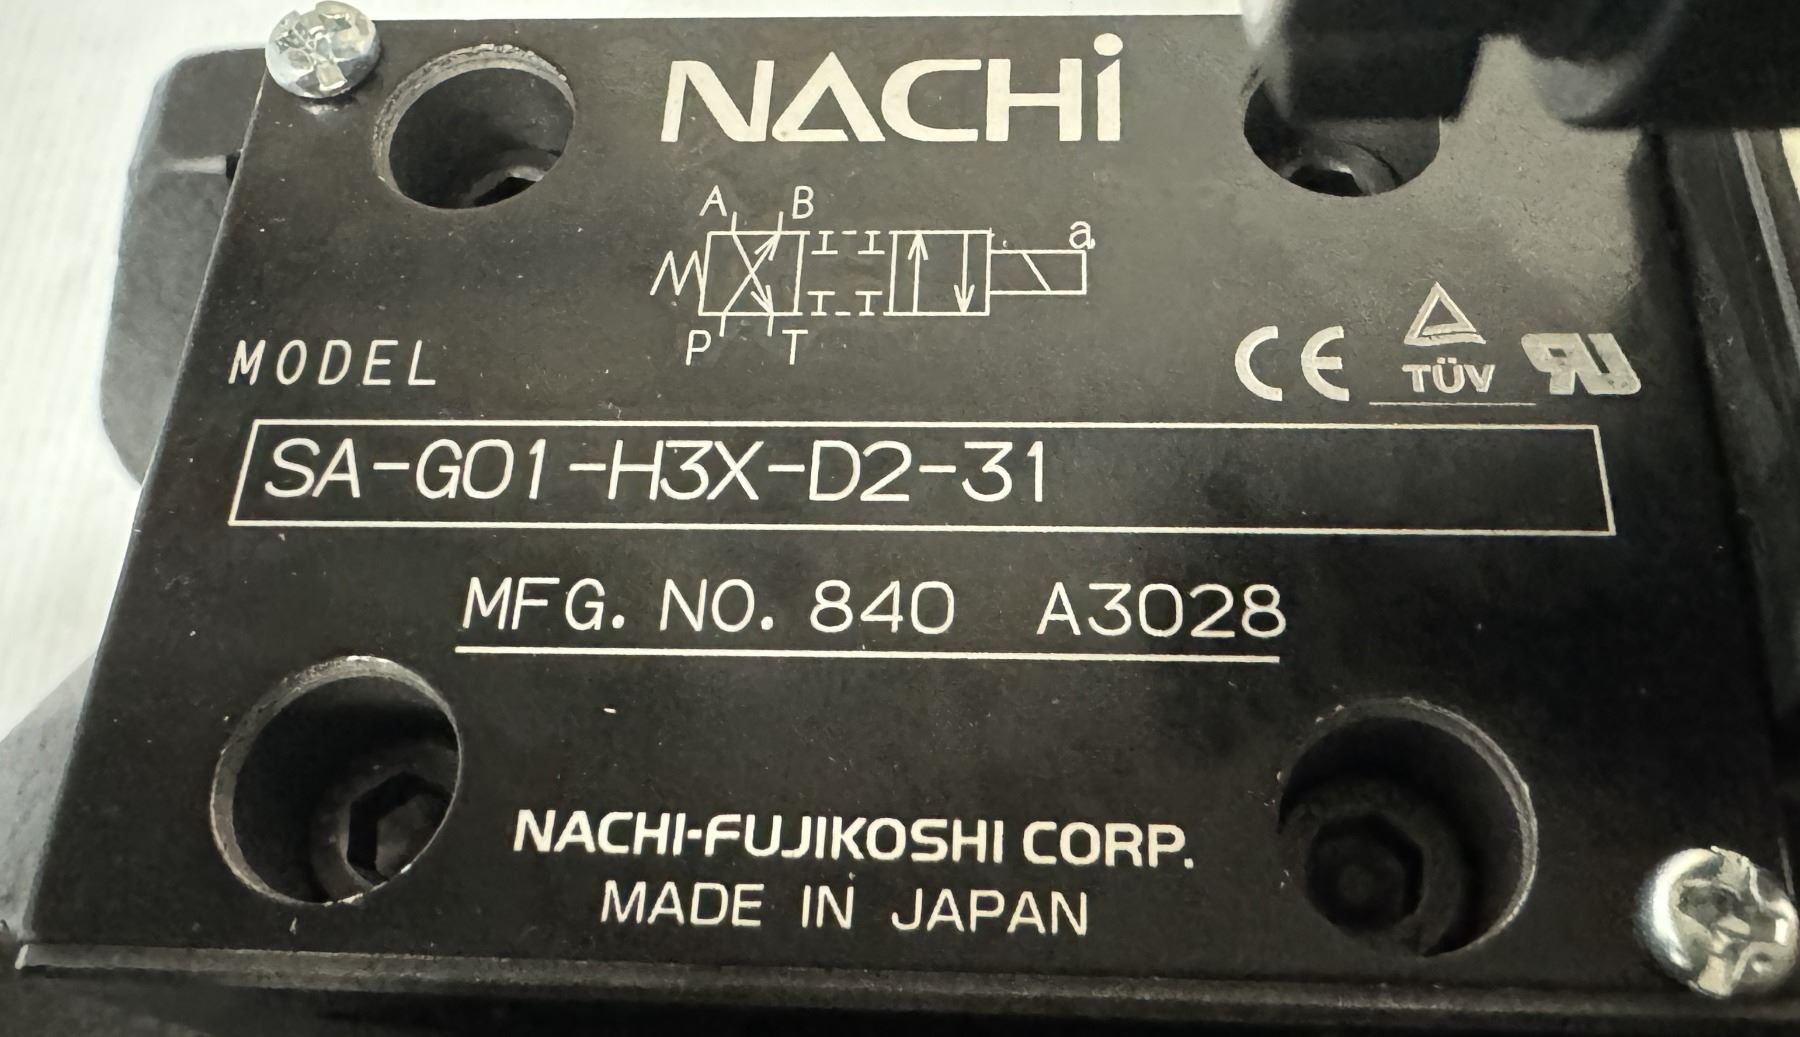 NACHi
A B
a
P T
MODEL
CE TÜV RU
SA-G01-H3X-D2-31
MFG. NO. 840 A3028
NACHI-FUJIKOSHI CORP.
MADE IN JAPAN